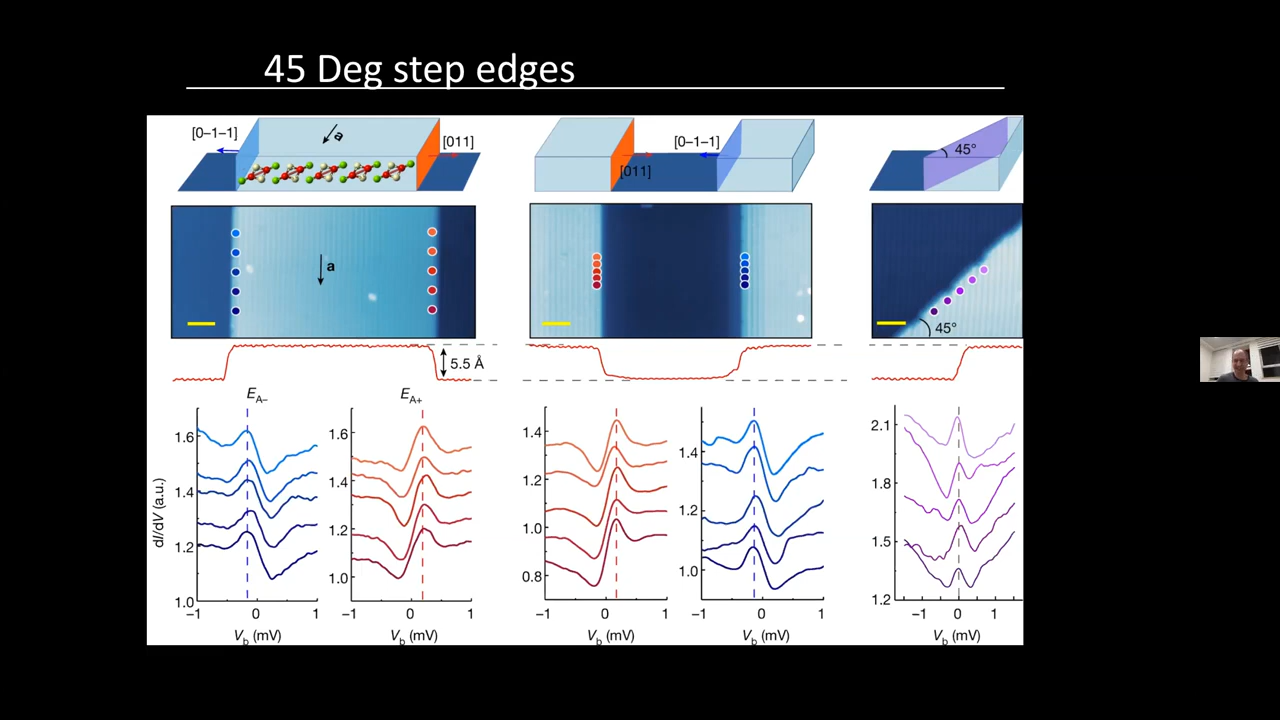 45 Deg step edges
[0–1–1]
a
[011]
[0–1–1]
[011]
45°
a
45°
5.5 Å
E_A–
E_A+
dI/dV (a.u.)
1.6
1.4
1.2
1.0
–1 0 1
V_b (mV)
1.6
1.4
1.2
1.0
–1 0 1
V_b (mV)
1.4
1.2
1.0
0.8
–1 0 1
V_b (mV)
1.4
1.2
1.0
–1 0 1
V_b (mV)
2.1
1.8
1.5
1.2
–1 0 1
V_b (mV)